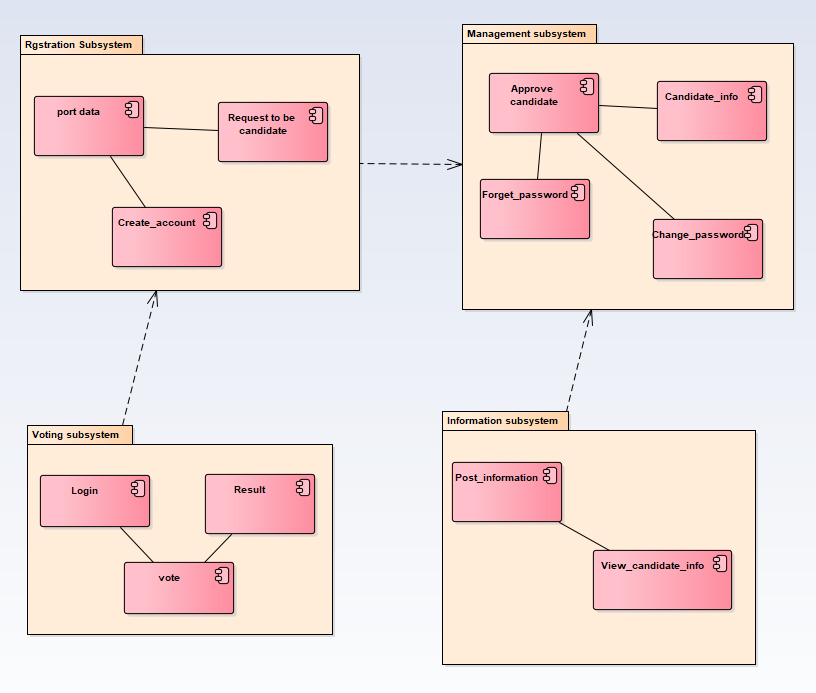 Rgstration Subsystem
port data
Request to be
candidate
Create_account
Management subsystem
Approve
candidate
Candidate_info
Forget_password
Change_password
Voting subsystem
Login
Result
vote
Information subsystem
Post_information
View_candidate_info